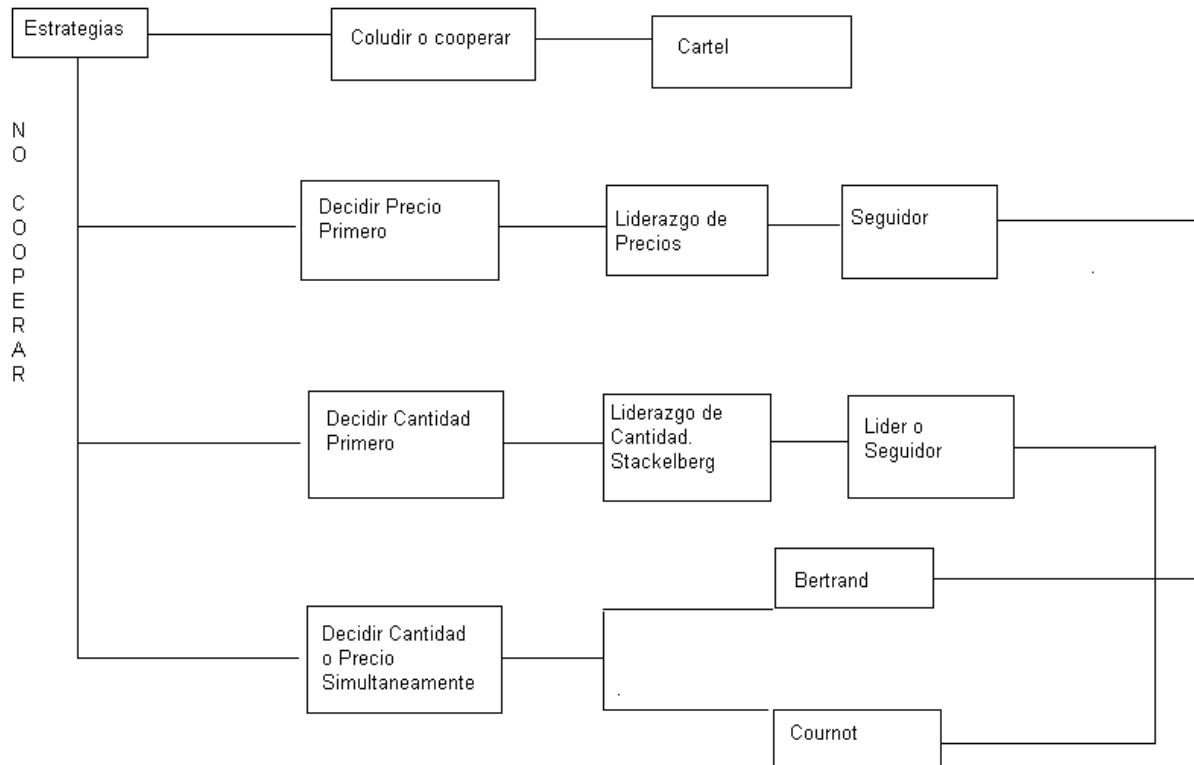 Estrategias
Coludir o cooperar
Cartel
N
O
C
O
O
P
E
R
A
R
Decidir Precio
Primero
Liderazgo de
Precios
Seguidor
Decidir Cantidad
Primero
Liderazgo de
Cantidad.
Stackelberg
Lider o
Seguidor
Bertrand
Decidir Cantidad
o Precio
Simultaneamente
Cournot